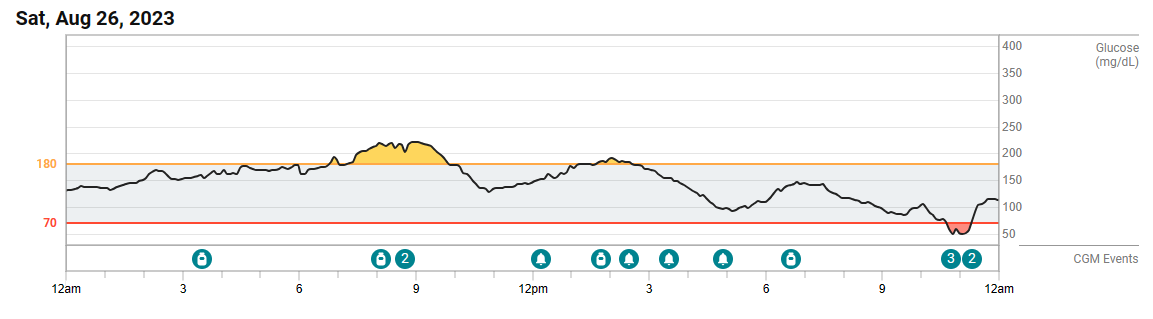 Sat, Aug 26, 2023
400
Glucose
(mg/dL)
350
300
250
200
180
150
100
70
50
2
3
2
CGM Events
12am
3
6
9
12pm
3
6
9
12am